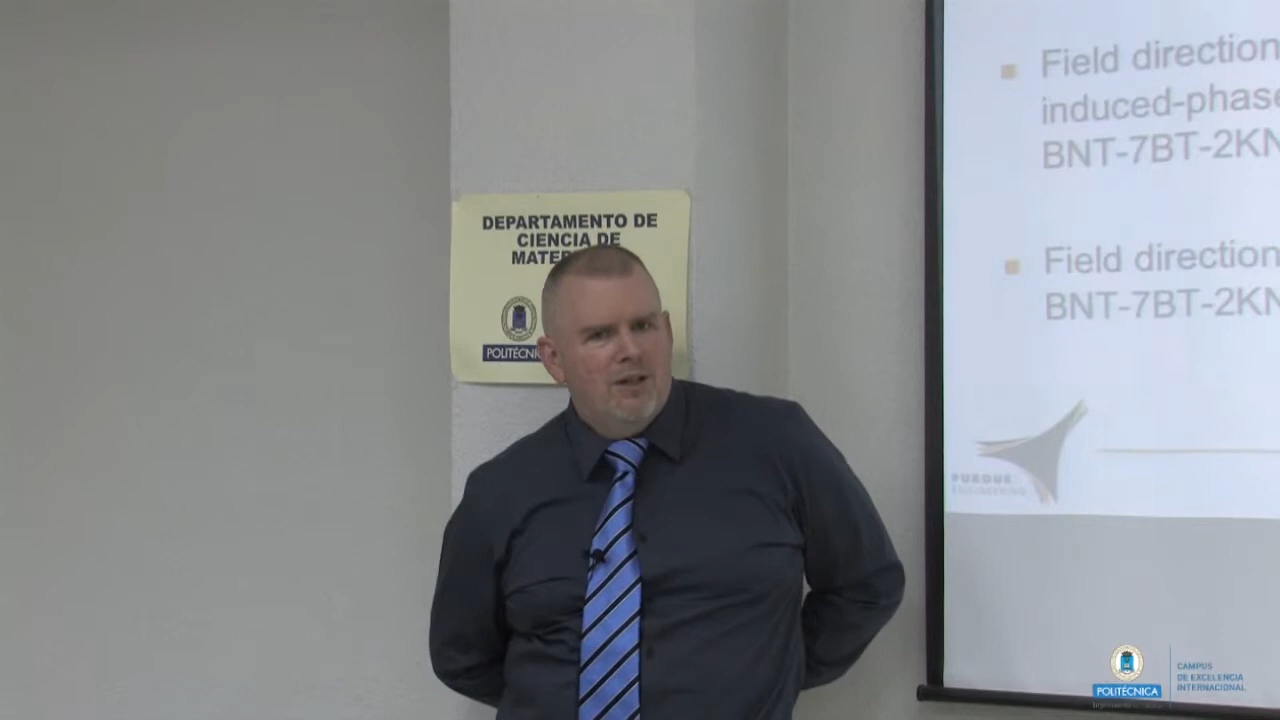 DEPARTAMENTO DE
CIENCIA DE
POLITÉCNI
Field direction
induced-phase
BNT-7BT-2KN
Field direction
BNT-7BT-2KN
PURDUE
ENGINEERING
POLITÉCNICA
CAMPUS
DE EXCELENCIA
INTERNACIONAL